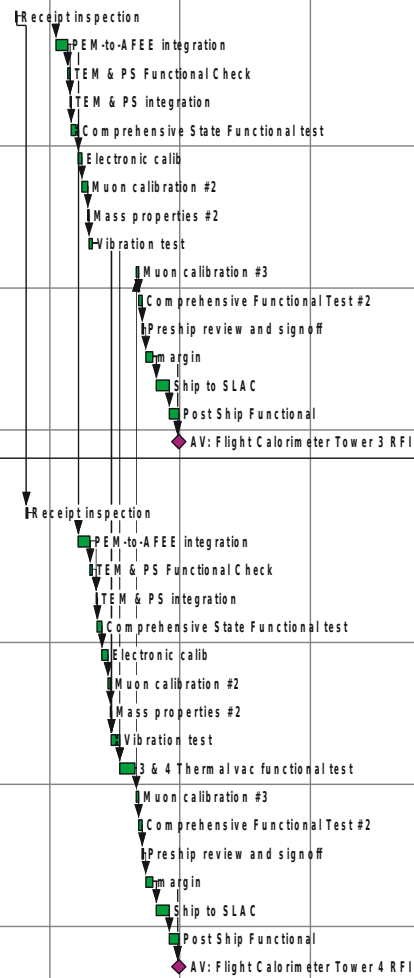 Receipt inspection
PEM-to-AFEE integration
TEM & PS Functional Check
TEM & PS integration
Comprehensive State Functional test
Electronic calib
Muon calibration #2
Mass properties #2
Vibration test
Muon calibration #3
Comprehensive Functional Test #2
Preship review and signoff
margin
Ship to SLAC
Post Ship Functional
AV: Flight Calorimeter Tower 3 RFI
Receipt inspection
PEM-to-AFEE integration
TEM & PS Functional Check
TEM & PS integration
Comprehensive State Functional test
Electronic calib
Muon calibration #2
Mass properties #2
Vibration test
3 & 4 Thermal vac functional test
Muon calibration #3
Comprehensive Functional Test #2
Preship review and signoff
margin
Ship to SLAC
Post Ship Functional
AV: Flight Calorimeter Tower 4 RFI